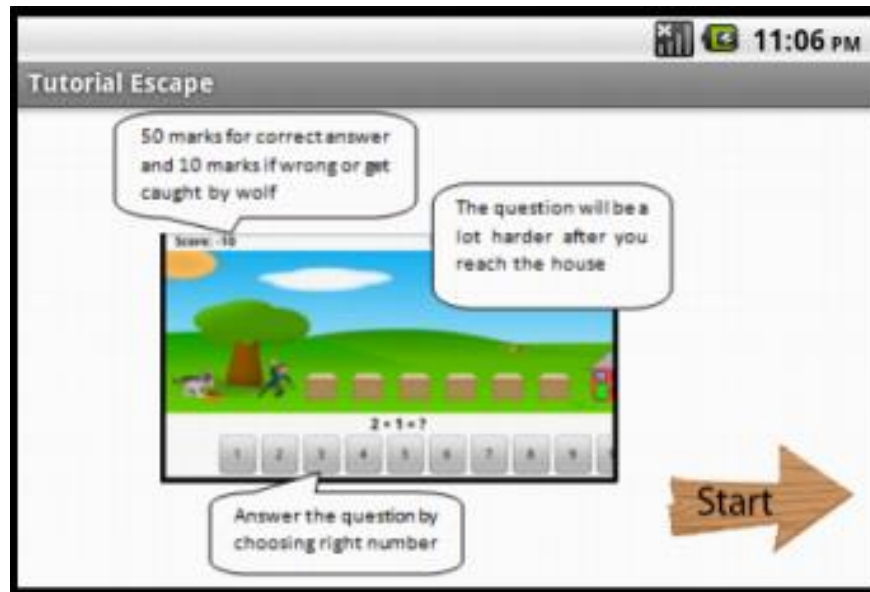 11:06 PM
Tutorial Escape
50 marks for correct answer
and 10 marks if wrong or get
caught by wolf
The question will be a
lot harder after you
reach the house
Score: -10
2 + 1 = ?
1 2 3 4 5 6 7 8 9
Answer the question by
choosing right number
Start